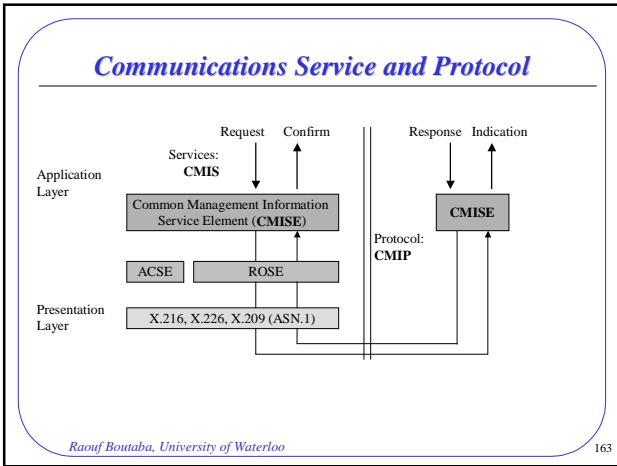 Communications Service and Protocol
Request Confirm
Response Indication
Services:
CMIS
Application
Layer
Common Management Information
Service Element (CMISE)
CMISE
Protocol:
CMIP
ACSE
ROSE
Presentation
Layer
X.216, X.226, X.209 (ASN.1)
Raouf Boutaba, University of Waterloo
163